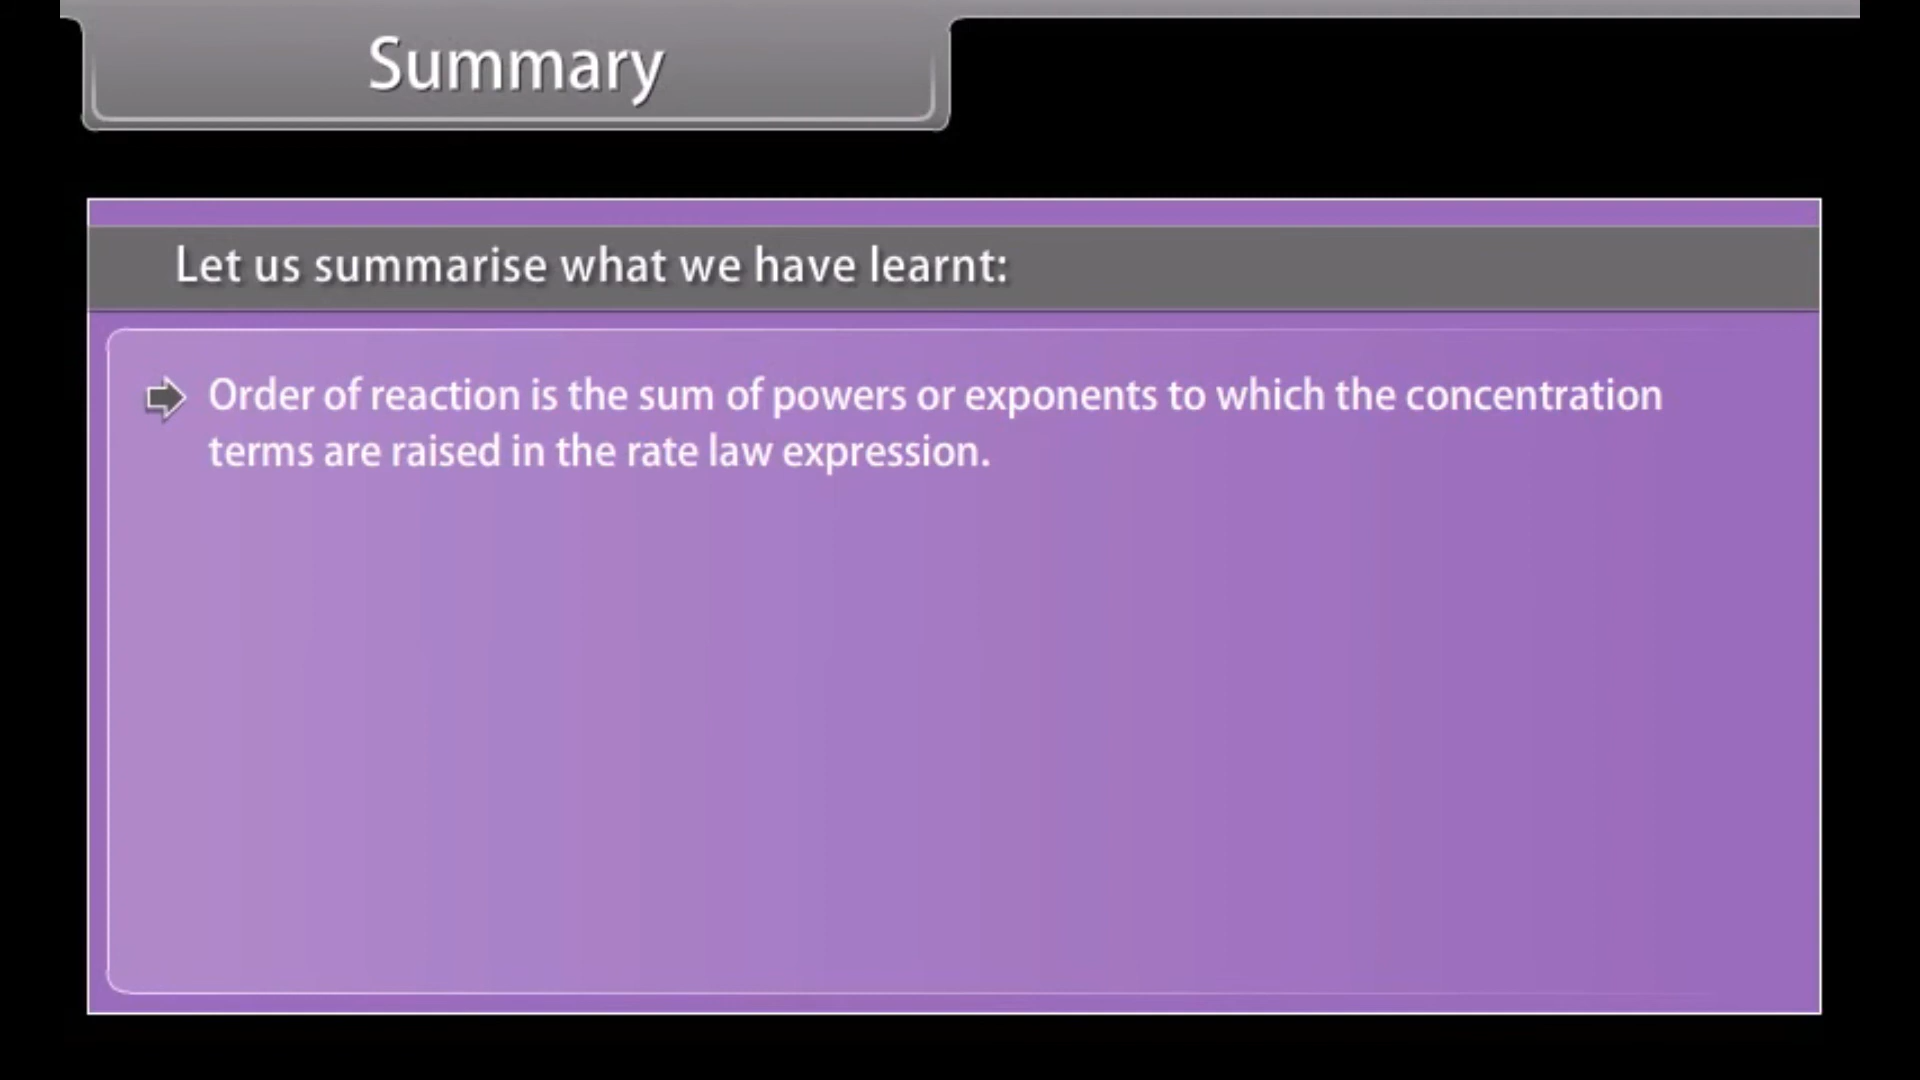 Summary
Let us summarise what we have learnt:
Order of reaction is the sum of powers or exponents to which the concentration
terms are raised in the rate law expression.